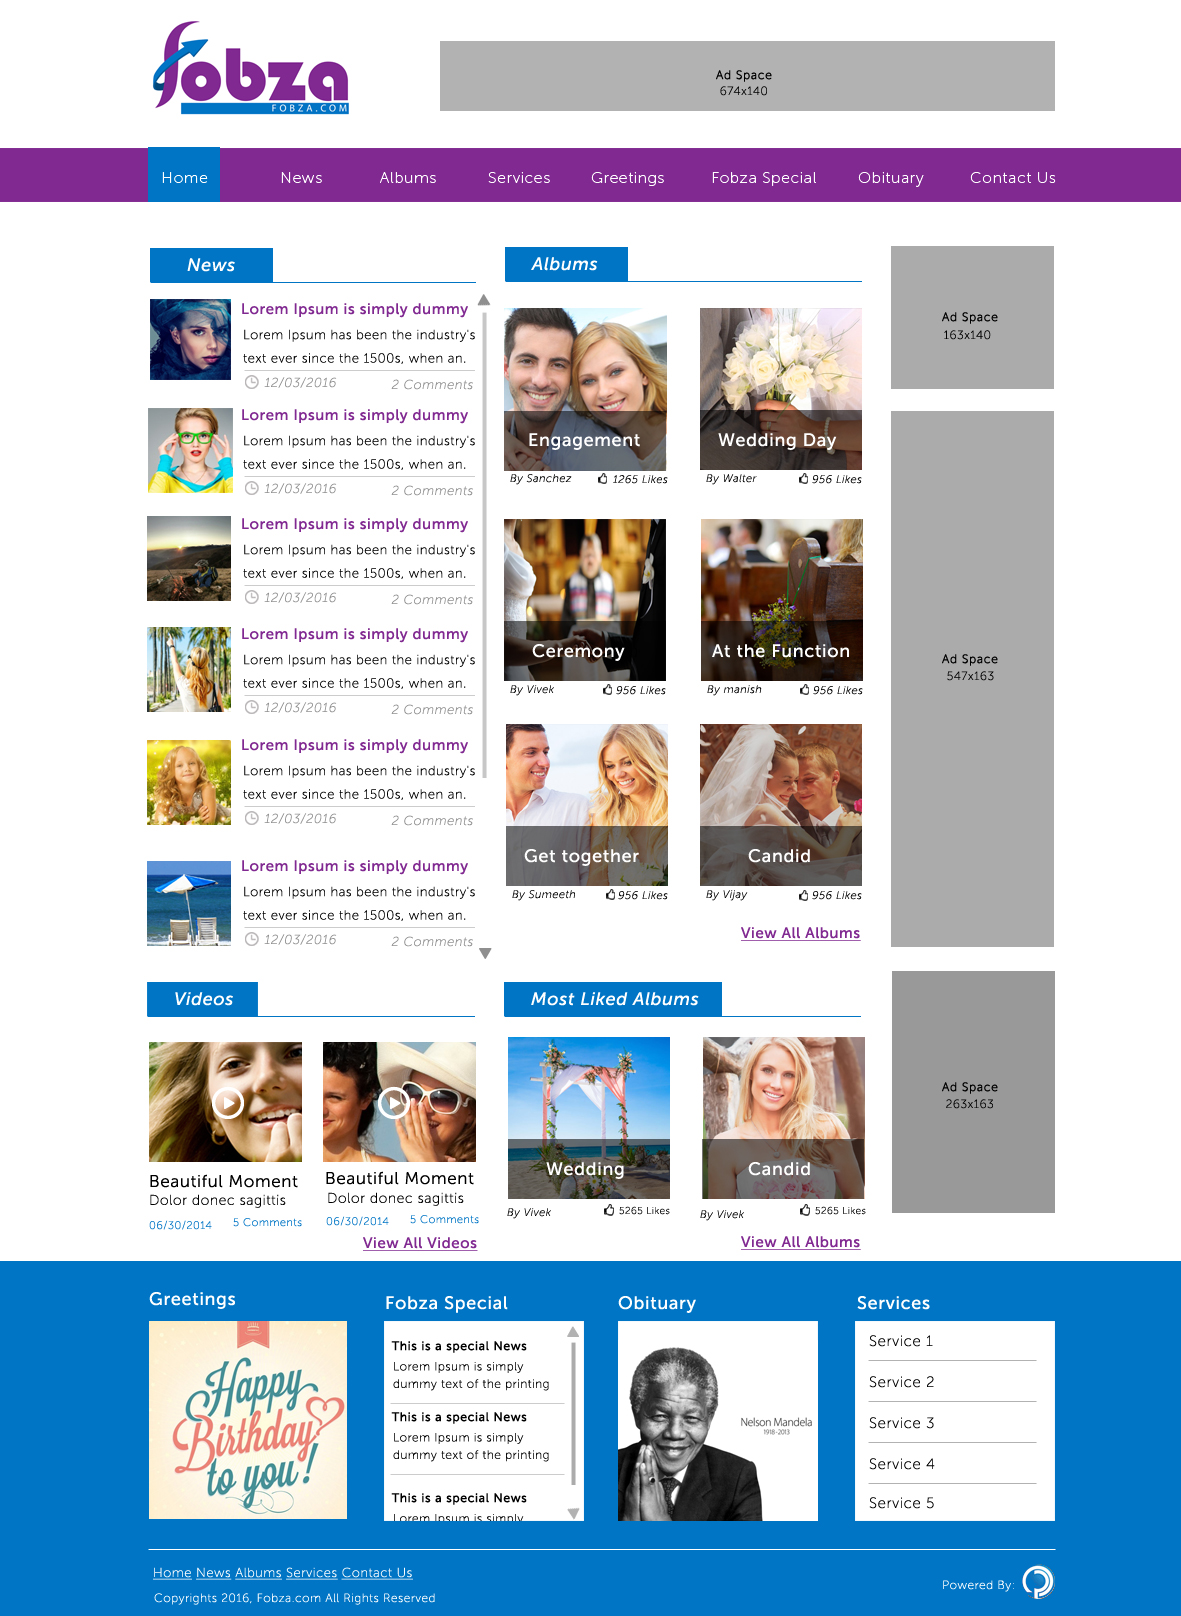 fobza
FOBZA.COM
Ad Space
674x140
Home News Albums Services Greetings Fobza Special Obituary Contact Us
News
Lorem Ipsum is simply dummy
Lorem Ipsum has been the industry's
text ever since the 1500s, when an.
12/03/2016 2 Comments
Lorem Ipsum is simply dummy
Lorem Ipsum has been the industry's
text ever since the 1500s, when an.
12/03/2016 2 Comments
Lorem Ipsum is simply dummy
Lorem Ipsum has been the industry's
text ever since the 1500s, when an.
12/03/2016 2 Comments
Lorem Ipsum is simply dummy
Lorem Ipsum has been the industry's
text ever since the 1500s, when an.
12/03/2016 2 Comments
Lorem Ipsum is simply dummy
Lorem Ipsum has been the industry's
text ever since the 1500s, when an.
12/03/2016 2 Comments
Lorem Ipsum is simply dummy
Lorem Ipsum has been the industry's
text ever since the 1500s, when an.
12/03/2016 2 Comments
Albums
Engagement
By Sanchez 1265 Likes
Wedding Day
By Walter 956 Likes
Ceremony
By Vivek 956 Likes
At the Function
By manish 956 Likes
Get together
By Sumeeth 956 Likes
Candid
By Vijay 956 Likes
View All Albums
Ad Space
163x140
Ad Space
547x163
Videos
Beautiful Moment
Dolor donec sagittis
06/30/2014 5 Comments
Beautiful Moment
Dolor donec sagittis
06/30/2014 5 Comments
View All Videos
Most Liked Albums
Wedding
By Vivek 5265 Likes
Candid
By Vivek 5265 Likes
View All Albums
Ad Space
263x163
Greetings
Happy
Birthday
to you!
Fobza Special
This is a special News
Lorem Ipsum is simply
dummy text of the printing
This is a special News
Lorem Ipsum is simply
dummy text of the printing
This is a special News
Lorem Ipsum is simply
Obituary
Nelson Mandela
1918-2013
Services
Service 1
Service 2
Service 3
Service 4
Service 5
Home News Albums Services Contact Us
Copyrights 2016, Fobza.com All Rights Reserved
Powered By: